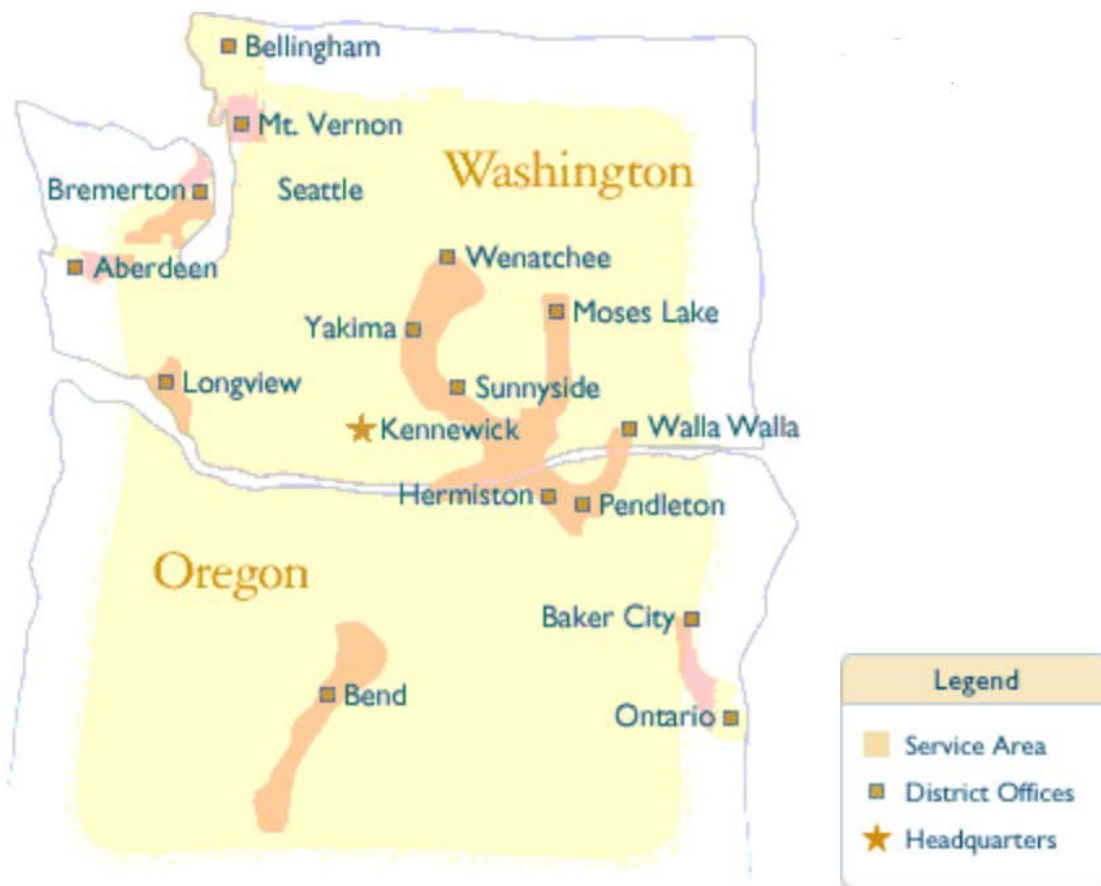 Bellingham
Mt. Vernon
Washington
Bremerton
Seattle
Wenatchee
Aberdeen
Moses Lake
Yakima
Longview
Sunnyside
Kennewick
Walla Walla
Hermiston
Pendleton
Oregon
Baker City
Bend
Ontario
Legend
Service Area
District Offices
Headquarters